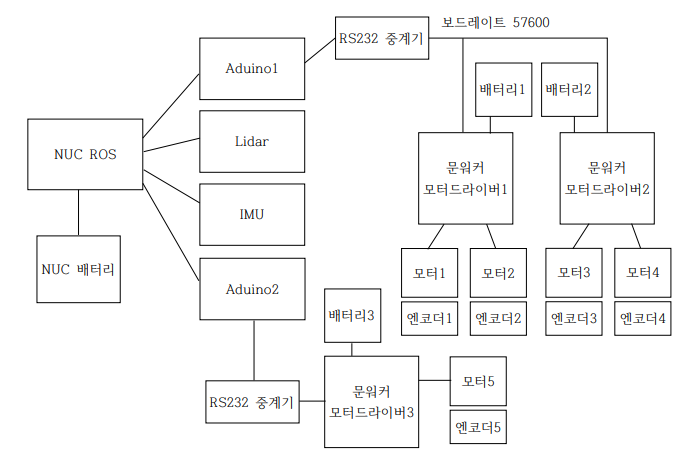 보드레이트 57600
RS232 중계기
Aduino1
배터리1
배터리2
Lidar
NUC ROS
문워커
모터드라이버1
문워커
모터드라이버2
IMU
NUC 배터리
모터1
모터2
모터3
모터4
Aduino2
엔코더1
엔코더2
엔코더3
엔코더4
배터리3
RS232 중계기
문워커
모터드라이버3
모터5
엔코더5